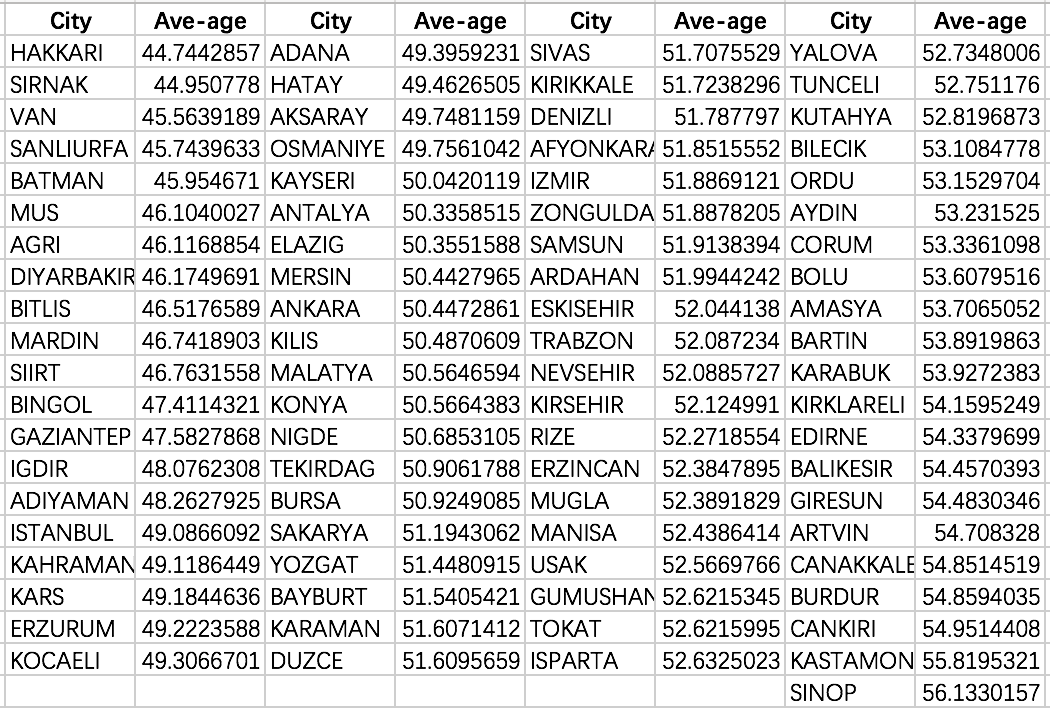 City Ave-age City Ave-age City Ave-age City Ave-age
HAKKARI 44.7442857 ADANA 49.3959231 SIVAS 51.7075529 YALOVA 52.7348006
SIRNAK 44.950778 HATAY 49.4626505 KIRIKKALE 51.7238296 TUNCELI 52.751176
VAN 45.5639189 AKSARAY 49.7481159 DENIZLI 51.787797 KUTAHYA 52.8196873
SANLIURFA 45.7439633 OSMANIYE 49.7561042 AFYONKARA 51.8515552 BILECIK 53.1084778
BATMAN 45.954671 KAYSERI 50.0420119 IZMIR 51.8869121 ORDU 53.1529704
MUS 46.1040027 ANTALYA 50.3358515 ZONGULDA 51.8878205 AYDIN 53.231525
AGRI 46.1168854 ELAZIG 50.3551588 SAMSUN 51.9138394 CORUM 53.3361098
DIYARBAKIR 46.1749691 MERSIN 50.4427965 ARDAHAN 51.9944242 BOLU 53.6079516
BITLIS 46.5176589 ANKARA 50.4472861 ESKISEHIR 52.044138 AMASYA 53.7065052
MARDIN 46.7418903 KILIS 50.4870609 TRABZON 52.087234 BARTIN 53.8919863
SIIRT 46.7631558 MALATYA 50.5646594 NEVSEHIR 52.0885727 KARABUK 53.9272383
BINGOL 47.4114321 KONYA 50.5664383 KIRSEHIR 52.124991 KIRKLARELI 54.1595249
GAZIANTEP 47.5827868 NIGDE 50.6853105 RIZE 52.2718554 EDIRNE 54.3379699
IGDIR 48.0762308 TEKIRDAG 50.9061788 ERZINCAN 52.3847895 BALIKESIR 54.4570393
ADIYAMAN 48.2627925 BURSA 50.9249085 MUGLA 52.3891829 GIRESUN 54.4830346
ISTANBUL 49.0866092 SAKARYA 51.1943062 MANISA 52.4386414 ARTVIN 54.708328
KAHRAMAN 49.1186449 YOZGAT 51.4480915 USAK 52.5669766 CANAKKALE 54.8514519
KARS 49.1844636 BAYBURT 51.5405421 GUMUSHAN 52.6215345 BURDUR 54.8594035
ERZURUM 49.2223588 KARAMAN 51.6071412 TOKAT 52.6215995 CANKIRI 54.9514408
KOCAELI 49.3066701 DUZCE 51.6095659 ISPARTA 52.6325023 KASTAMON 55.8195321
SINOP 56.1330157